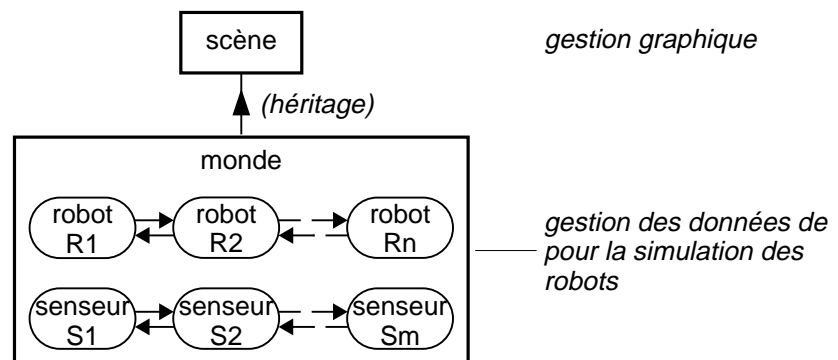 scène
gestion graphique
(héritage)
monde
robot
R1
robot
R2
robot
Rn
gestion des données de
pour la simulation des
robots
senseur
S1
senseur
S2
senseur
Sm